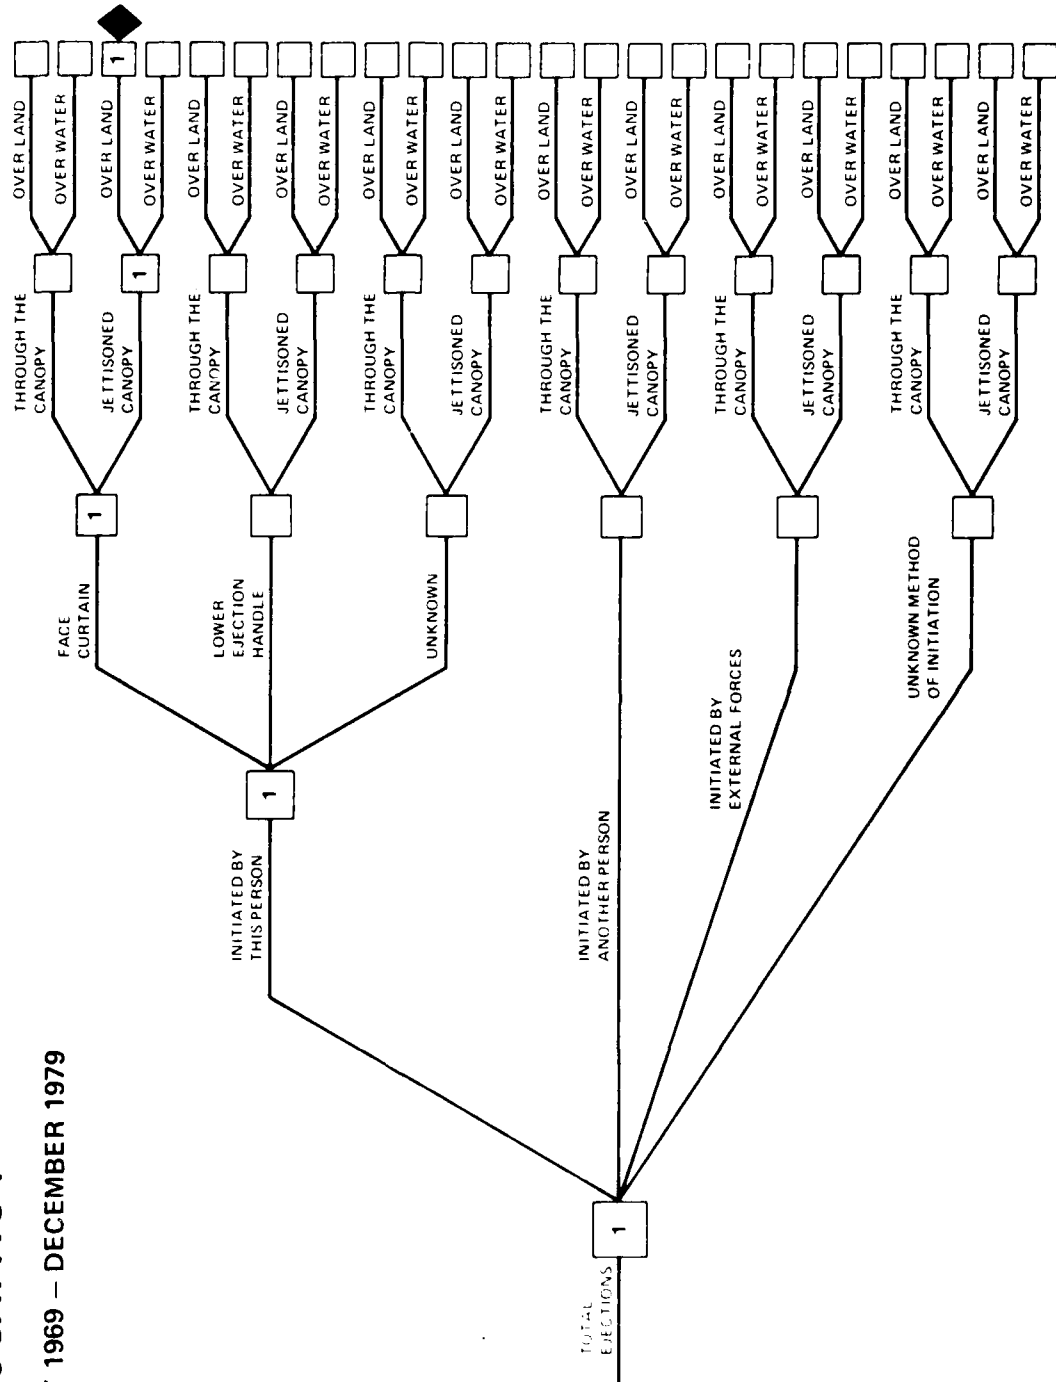 1969 – DECEMBER 1979
TOTAL
EJECTIONS
1
INITIATED BY
THIS PERSON
1
FACE
CURTAIN
1
THROUGH THE
CANOPY
OVER LAND
OVER WATER
JETTISONED
CANOPY
1
OVER LAND
1
OVER WATER
LOWER
EJECTION
HANDLE
THROUGH THE
CANOPY
OVER LAND
OVER WATER
JETTISONED
CANOPY
OVER LAND
OVER WATER
UNKNOWN
THROUGH THE
CANOPY
OVER LAND
OVER WATER
JETTISONED
CANOPY
OVER LAND
OVER WATER
INITIATED BY
ANOTHER PERSON
THROUGH THE
CANOPY
OVER LAND
OVER WATER
JETTISONED
CANOPY
OVER LAND
OVER WATER
INITIATED BY
EXTERNAL FORCES
THROUGH THE
CANOPY
OVER LAND
OVER WATER
JETTISONED
CANOPY
OVER LAND
OVER WATER
UNKNOWN METHOD
OF INITIATION
THROUGH THE
CANOPY
OVER LAND
OVER WATER
JETTISONED
CANOPY
OVER LAND
OVER WATER